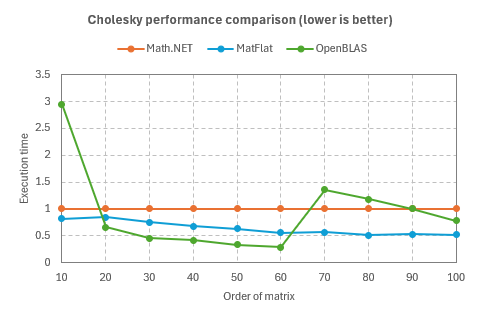 Cholesky performance comparison (lower is better)
Math.NET MatFlat OpenBLAS
3.5
3
2.5
2
1.5
1
0.5
0
Execution time
10 20 30 40 50 60 70 80 90 100
Order of matrix